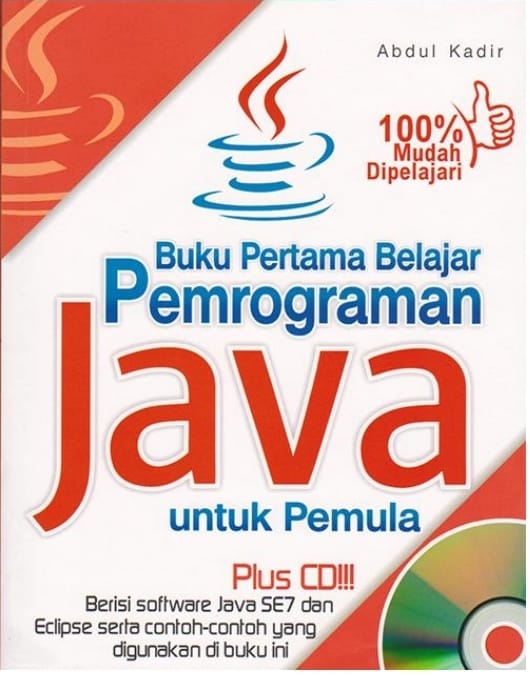 Abdul Kadir
100%
Mudah
Dipelajari
Buku Pertama Belajar
Pemrograman
Java
untuk Pemula
Plus CD!!!
Berisi software Java SE7 dan
Eclipse serta contoh-contoh yang
digunakan di buku ini